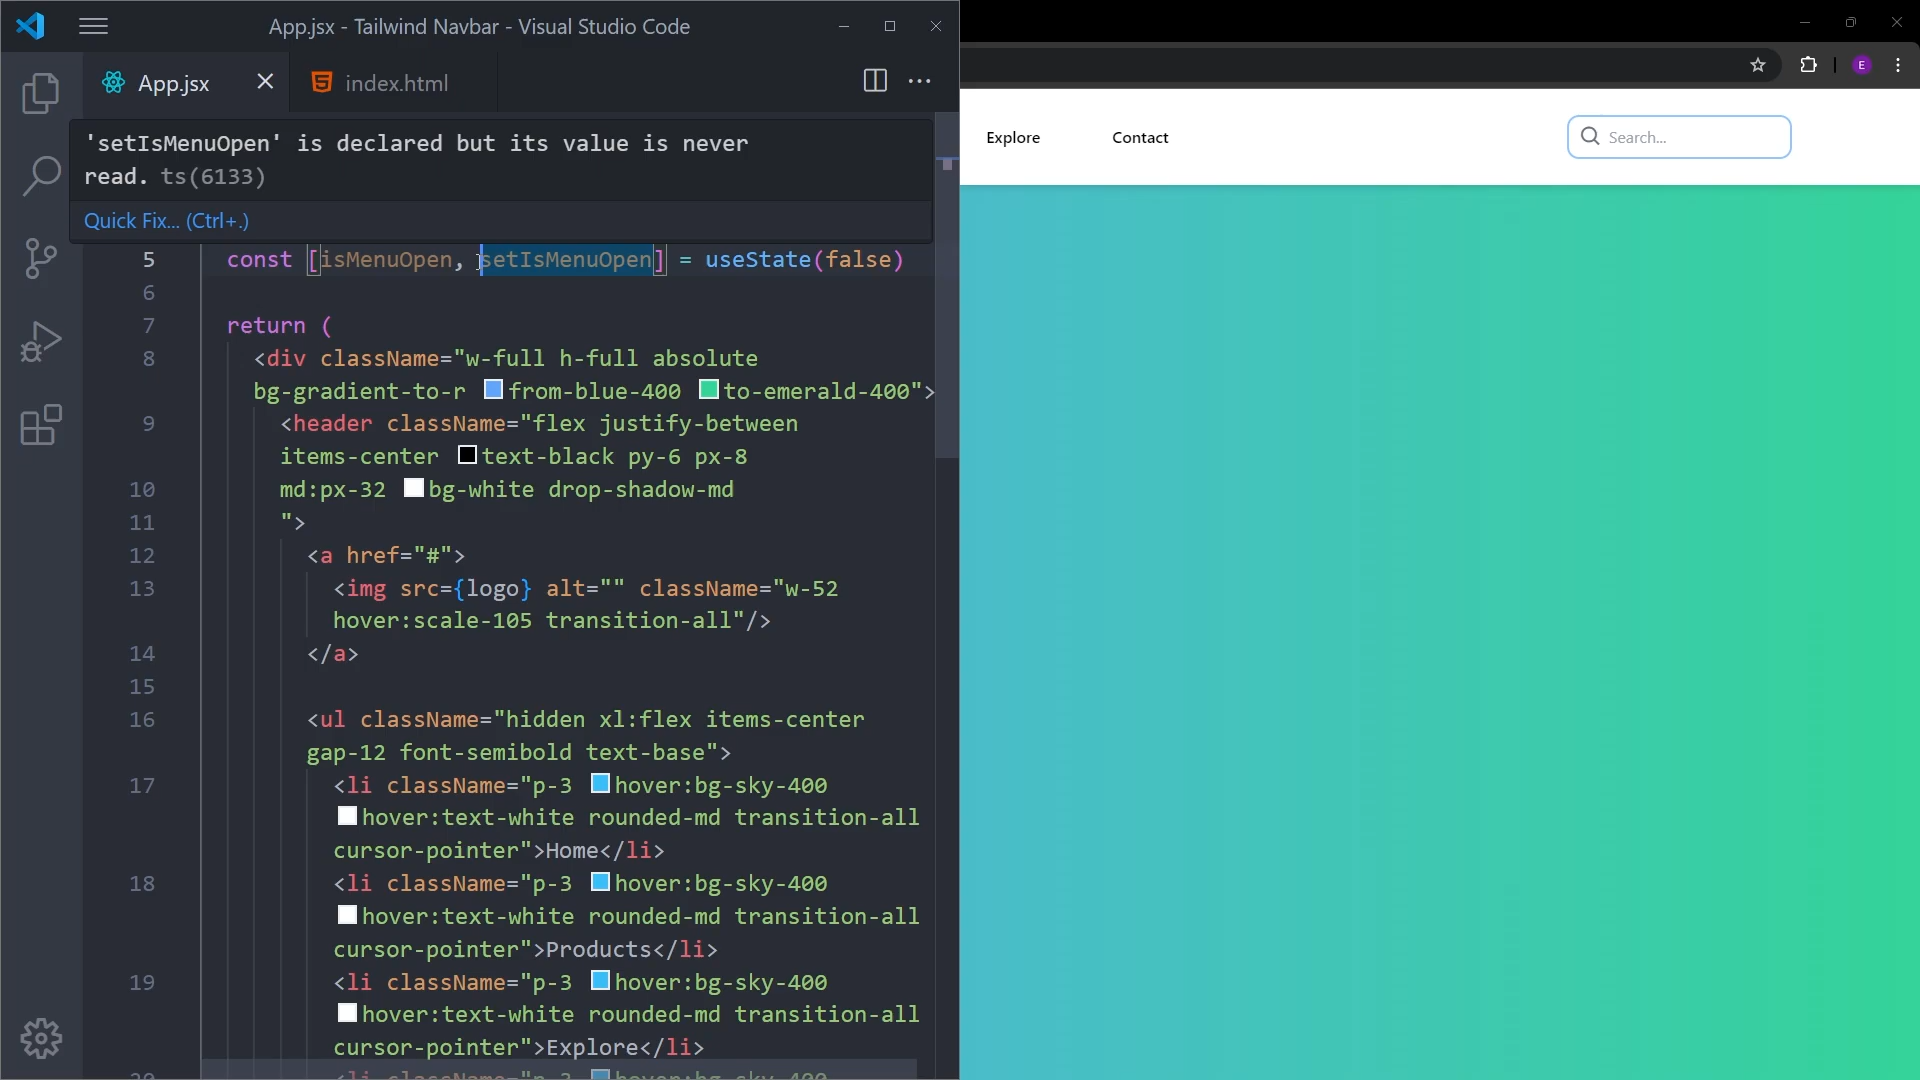 App.jsx - Tailwind Navbar - Visual Studio Code
App.jsx
index.html
'setIsMenuOpen' is declared but its value is never
read. ts(6133)
Quick Fix... (Ctrl+.)
5 const [isMenuOpen, setIsMenuOpen] = useState(false)
6
7 return (
8 <div className="w-full h-full absolute
bg-gradient-to-r from-blue-400 to-emerald-400">
9 <header className="flex justify-between
items-center text-black py-6 px-8
10 md:px-32 bg-white drop-shadow-md
11 ">
12 <a href="#">
13 <img src={logo} alt="" className="w-52
hover:scale-105 transition-all"/>
14 </a>
15
16 <ul className="hidden xl:flex items-center
gap-12 font-semibold text-base">
17 <li className="p-3 hover:bg-sky-400
hover:text-white rounded-md transition-all
cursor-pointer">Home</li>
18 <li className="p-3 hover:bg-sky-400
hover:text-white rounded-md transition-all
cursor-pointer">Products</li>
19 <li className="p-3 hover:bg-sky-400
hover:text-white rounded-md transition-all
cursor-pointer">Explore</li>
20 <li className="p-3 hover:bg-sky-400
E
Explore
Contact
Search...